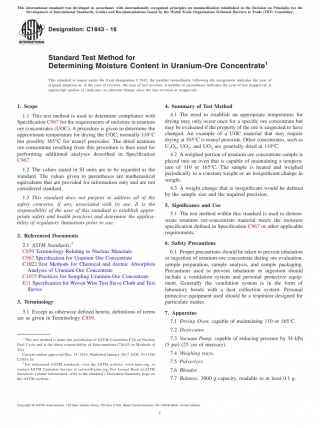 This international standard was developed in accordance with internationally recognized principles on standardization established in the Decision on Principles for the
Development of International Standards, Guides and Recommendations issued by the World Trade Organization Technical Barriers to Trade (TBT) Committee.
Designation: C1843 − 16
INTERNATIONAL
Standard Test Method for
Determining Moisture Content in Uranium-Ore Concentrate¹
This standard is issued under the fixed designation C1843; the number immediately following the designation indicates the year of
original adoption or, in the case of revision, the year of last revision. A number in parentheses indicates the year of last reapproval. A
superscript epsilon (ε) indicates an editorial change since the last revision or reapproval.
1. Scope
1.1 This test method is used to determine compliance with
Specification C967 for the requirements of moisture in uranium
ore concentrates (UOC). A procedure is given to determine the
approximate temperature for drying the UOC, normally 110°C
but possibly 165°C for uranyl peroxides. The dried uranium
ore concentrate resulting from this procedure is then used for
performing additional analyses described in Specification
C967.
1.2 The values stated in SI units are to be regarded as the
standard. The values given in parentheses are mathematical
equivalents that are provided for information only and are not
considered standard.
1.3 This standard does not purport to address all of the
safety concerns, if any, associated with its use. It is the
responsibility of the user of this standard to establish appropriate
safety and health practices and determine the applicability
of regulatory limitations prior to use.
2. Referenced Documents
2.1 ASTM Standards:²
C859 Terminology Relating to Nuclear Materials
C967 Specification for Uranium Ore Concentrate
C1022 Test Methods for Chemical and Atomic Absorption
Analysis of Uranium-Ore Concentrate
C1075 Practices for Sampling Uranium-Ore Concentrate
E11 Specification for Woven Wire Test Sieve Cloth and Test
Sieves
3. Terminology
3.1 Except as otherwise defined herein, definitions of terms
are as given in Terminology C859.
¹ This test method is under the jurisdiction of ASTM Committee C26 on Nuclear
Fuel Cycle and is the direct responsibility of Subcommittee C26.05 on Methods of
Test.
Current edition approved Dec. 15, 2016. Published January 2017. DOI: 10.1520/
C1843-16.
² For referenced ASTM standards, visit the ASTM website, www.astm.org, or
contact ASTM Customer Service at service@astm.org. For Annual Book of ASTM
Standards volume information, refer to the standard's Document Summary page on
the ASTM website.
4. Summary of Test Method
4.1 The need to establish an appropriate temperature for
drying may only occur once for a specific ore concentrate but
may be evaluated if the property of the ore is suspected to have
changed. An example of a UOC material that may require
drying at 165°C is uranyl peroxide. Other concentrates, such as
U₃O₈, UO₂, and UO₃ are generally dried at 110°C.
4.2 A weighed portion of uranium ore concentrate sample is
placed into an oven that is capable of maintaining a temperature
of 110 or 165°C. The sample is heated and weighed
periodically to a constant weight or an insignificant change in
weight.
4.3 A weight change that is insignificant would be defined
by the sample size and the required precision.
5. Significance and Use
5.1 The test method within this standard is used to demonstrate
uranium-ore-concentrate material meets the moisture
specification defined in Specification C967 or other applicable
requirements.
6. Safety Precautions
6.1 Proper precautions should be taken to prevent inhalation
or ingestion of uranium-ore concentrate during ore evaluation,
sample preparation, sample analysis, and sample packaging.
Precautions used to prevent inhalation or ingestion should
include a ventilation system and personal protective equipment.
Generally the ventilation system is in the form of
laboratory hoods with a dust collection system. Personal
protective equipment used should be a respirator designed for
particulate matter.
7. Apparatus
7.1 Drying Oven, capable of maintaining 110 or 165°C.
7.2 Desiccator.
7.3 Vacuum Pump, capable of reducing pressure by 34 kPa
(5 psi) (25 cm of mercury).
7.4 Weighing trays.
7.5 Pulverizer.
7.6 Blender.
7.7 Balance, 3000 g capacity, readable to at least 0.1 g.
Copyright © ASTM International, 100 Barr Harbor Drive, PO Box C700, West Conshohocken, PA 19428-2959. United States
1